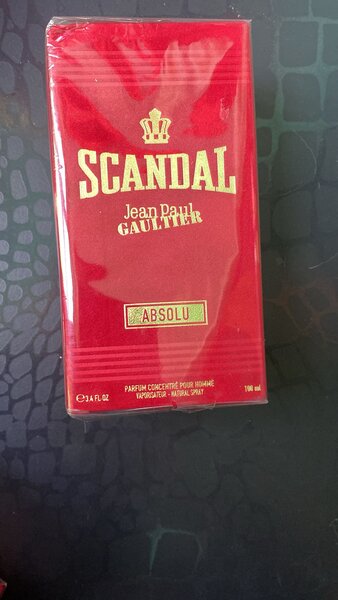 SCANDAL
Jean Paul
GAULTIER
ABSOLU
PARFUM CONCENTRÉ POUR HOMME
℮3.4 FL OZ VAPORISATEUR - NATURAL SPRAY 100 ml